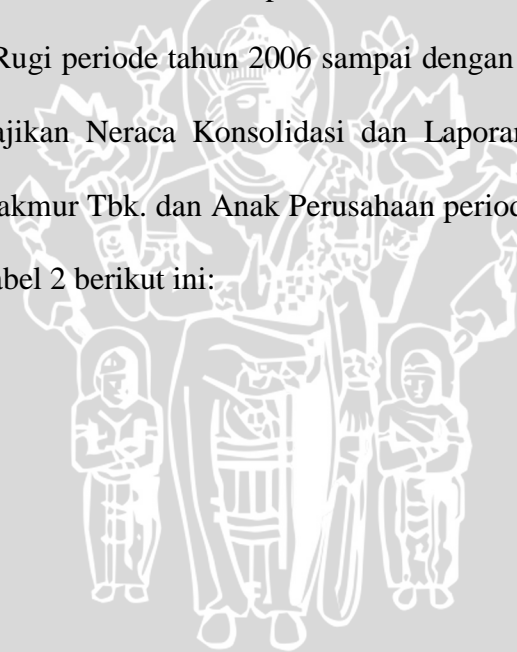 Rugi periode tahun 2006 sampai dengan
ajikan Neraca Konsolidasi dan Laporan
akmur Tbk. dan Anak Perusahaan period
abel 2 berikut ini: